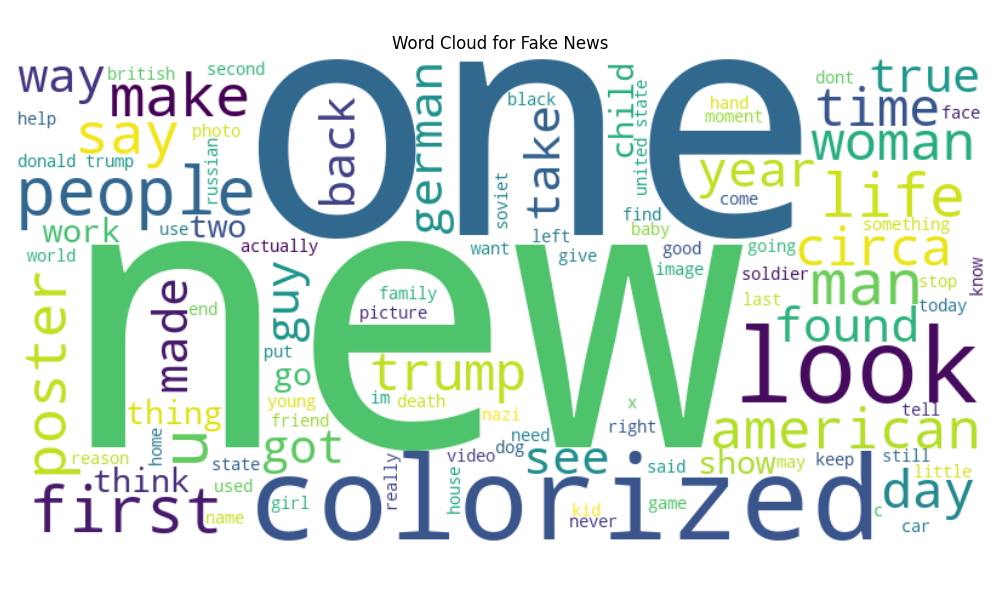 Word Cloud for Fake News
way
british
second
make
one
german
black
child
united state
hand
moment
dont
true
time
face
help
say
photo
back
take
woman
donald trump
russian
people
soviet
year
come
life
work
use
two
actually
want
left
give
find
baby
good
image
going
something
circa
world
new
poster
made
end
guy
family
picture
soldier
man
stop
know
last
today
found
put
go
trump
look
thing
young
im
death
friend
nazi
x
right
tell
american
u
home
got
need
dog
see
reason
think
state
really
video
house
said
show
may
keep
still
little
day
first
used
name
girl
colorized
kid
never
game
c
car